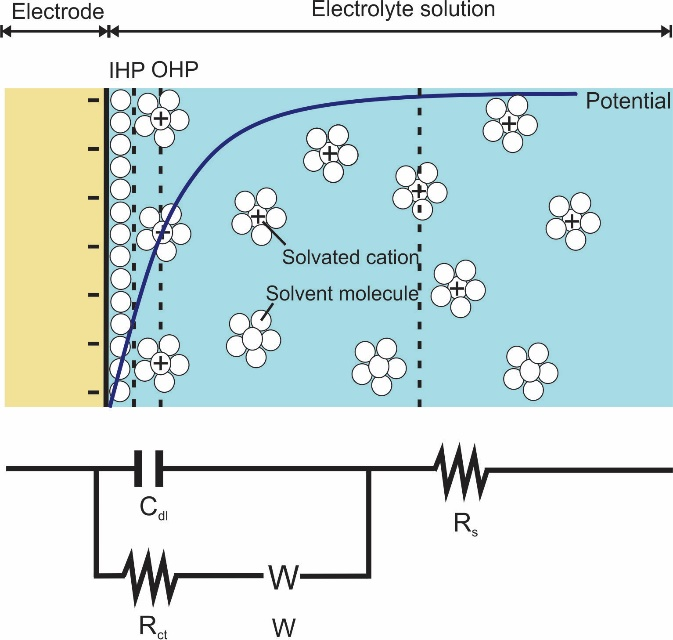 Electrode
Electrolyte solution
IHP OHP
Potential
Solvated cation
Solvent molecule
Cdl
Rs
Rct
W
W